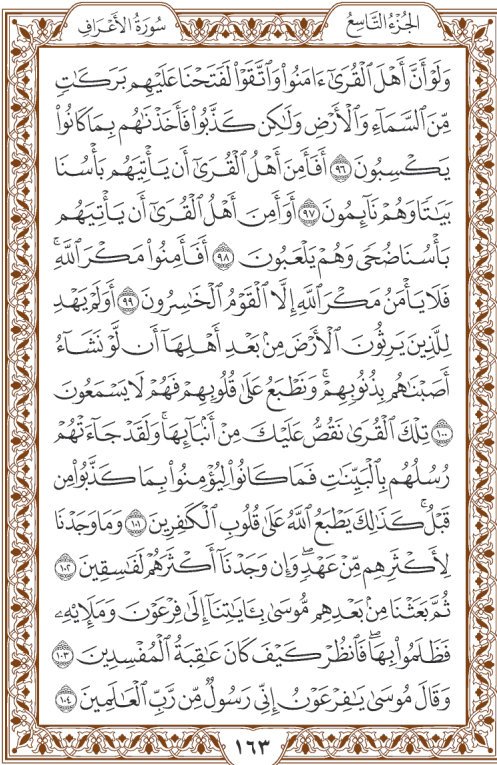 الجزء التاسع
سورة الأعراف
وَلَوْ أَنَّ أَهْلَ ٱلْقُرَىٰٓ ءَامَنُوا۟ وَٱتَّقَوْا۟ لَفَتَحْنَا عَلَيْهِم بَرَكَٰتٍ
مِّنَ ٱلسَّمَآءِ وَٱلْأَرْضِ وَلَٰكِن كَذَّبُوا۟ فَأَخَذْنَٰهُم بِمَا كَانُوا۟
يَكْسِبُونَ ٩٦ أَفَأَمِنَ أَهْلُ ٱلْقُرَىٰٓ أَن يَأْتِيَهُم بَأْسُنَا
بَيَٰتًا وَهُمْ نَآئِمُونَ ٩٧ أَوَأَمِنَ أَهْلُ ٱلْقُرَىٰٓ أَن يَأْتِيَهُم
بَأْسُنَا ضُحًى وَهُمْ يَلْعَبُونَ ٩٨ أَفَأَمِنُوا۟ مَكْرَ ٱللَّهِ ۚ
فَلَا يَأْمَنُ مَكْرَ ٱللَّهِ إِلَّا ٱلْقَوْمُ ٱلْخَٰسِرُونَ ٩٩ أَوَلَمْ يَهْدِ
لِلَّذِينَ يَرِثُونَ ٱلْأَرْضَ مِنۢ بَعْدِ أَهْلِهَآ أَن لَّوْ نَشَآءُ
أَصَبْنَٰهُم بِذُنُوبِهِمْ ۚ وَنَطْبَعُ عَلَىٰ قُلُوبِهِمْ فَهُمْ لَا يَسْمَعُونَ
١٠٠ تِلْكَ ٱلْقُرَىٰ نَقُصُّ عَلَيْكَ مِنْ أَنۢبَآئِهَا ۚ وَلَقَدْ جَآءَتْهُمْ
رُسُلُهُم بِٱلْبَيِّنَٰتِ فَمَا كَانُوا۟ لِيُؤْمِنُوا۟ بِمَا كَذَّبُوا۟ مِن
قَبْلُ ۚ كَذَٰلِكَ يَطْبَعُ ٱللَّهُ عَلَىٰ قُلُوبِ ٱلْكَٰفِرِينَ ١٠١ وَمَا وَجَدْنَا
لِأَكْثَرِهِم مِّنْ عَهْدٍ ۖ وَإِن وَجَدْنَآ أَكْثَرَهُمْ لَفَٰسِقِينَ ١٠٢
ثُمَّ بَعَثْنَا مِنۢ بَعْدِهِم مُّوسَىٰ بِـَٔايَٰتِنَآ إِلَىٰ فِرْعَوْنَ وَمَلَإِي۟هِۦ
فَظَلَمُوا۟ بِهَا ۖ فَٱنظُرْ كَيْفَ كَانَ عَٰقِبَةُ ٱلْمُفْسِدِينَ ١٠٣
وَقَالَ مُوسَىٰ يَٰفِرْعَوْنُ إِنِّى رَسُولٌ مِّن رَّبِّ ٱلْعَٰلَمِينَ ١٠٤
١٦٣